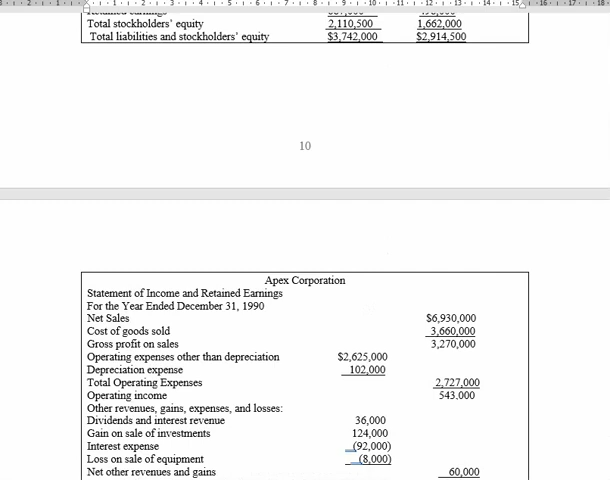 Total stockholders' equity 2,110,500 1,662,000
Total liabilities and stockholders' equity $3,742,000 $2,914,500
10
Apex Corporation
Statement of Income and Retained Earnings
For the Year Ended December 31, 1990
Net Sales $6,930,000
Cost of goods sold 3,660,000
Gross profit on sales 3,270,000
Operating expenses other than depreciation $2,625,000
Depreciation expense 102,000
Total Operating Expenses 2,727,000
Operating income 543,000
Other revenues, gains, expenses, and losses:
Dividends and interest revenue 36,000
Gain on sale of investments 124,000
Interest expense (92,000)
Loss on sale of equipment (8,000)
Net other revenues and gains 60,000